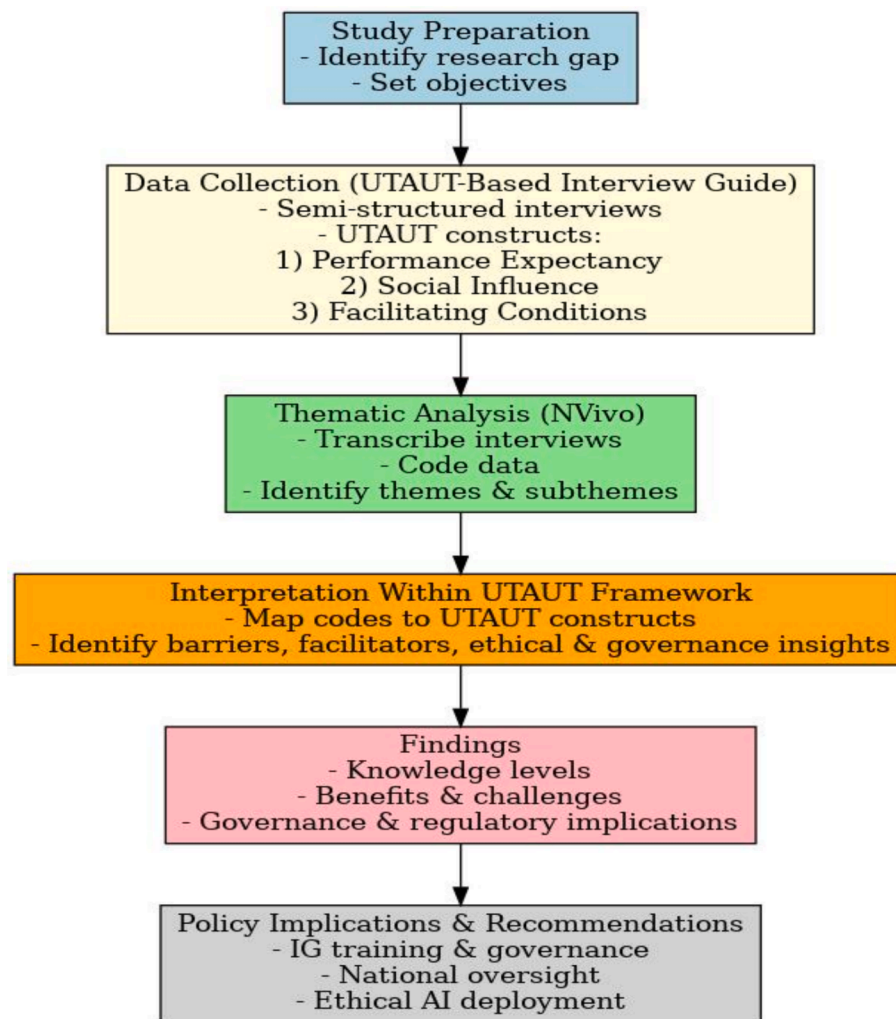 Study Preparation
- Identify research gap
- Set objectives
Data Collection (UTAUT-Based Interview Guide)
- Semi-structured interviews
- UTAUT constructs:
1) Performance Expectancy
2) Social Influence
3) Facilitating Conditions
Thematic Analysis (NVivo)
- Transcribe interviews
- Code data
- Identify themes & subthemes
Interpretation Within UTAUT Framework
- Map codes to UTAUT constructs
- Identify barriers, facilitators, ethical & governance insights
Findings
- Knowledge levels
- Benefits & challenges
- Governance & regulatory implications
Policy Implications & Recommendations
- IG training & governance
- National oversight
- Ethical AI deployment